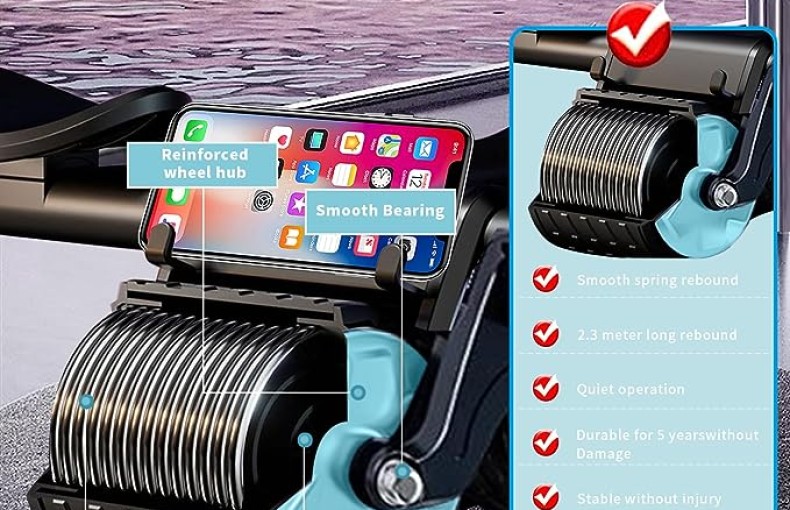 Reinforced
wheel hub
Smooth Bearing
Smooth spring rebound
2.3 meter long rebound
Quiet operation
Durable for 5 yearswithout
Damage
Stable without injury